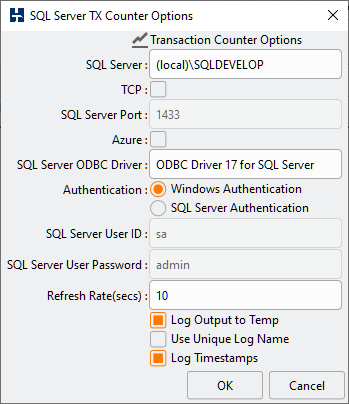 SQL Server TX Counter Options
Transaction Counter Options
SQL Server : (local)\SQLDEVELOP
TCP :
SQL Server Port : 1433
Azure :
SQL Server ODBC Driver : ODBC Driver 17 for SQL Server
Authentication : Windows Authentication
SQL Server Authentication
SQL Server User ID : sa
SQL Server User Password : admin
Refresh Rate(secs) : 10
Log Output to Temp
Use Unique Log Name
Log Timestamps
OK Cancel